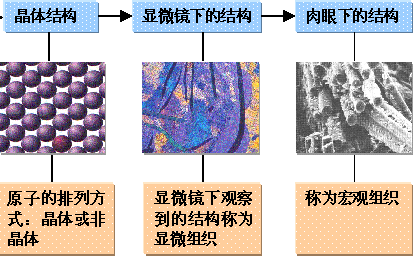 晶体结构
显微镜下的结构
肉眼下的结构
原子的排列方
式：晶体或非
晶体
显微镜下观察
到的结构称为
显微组织
称为宏观组织